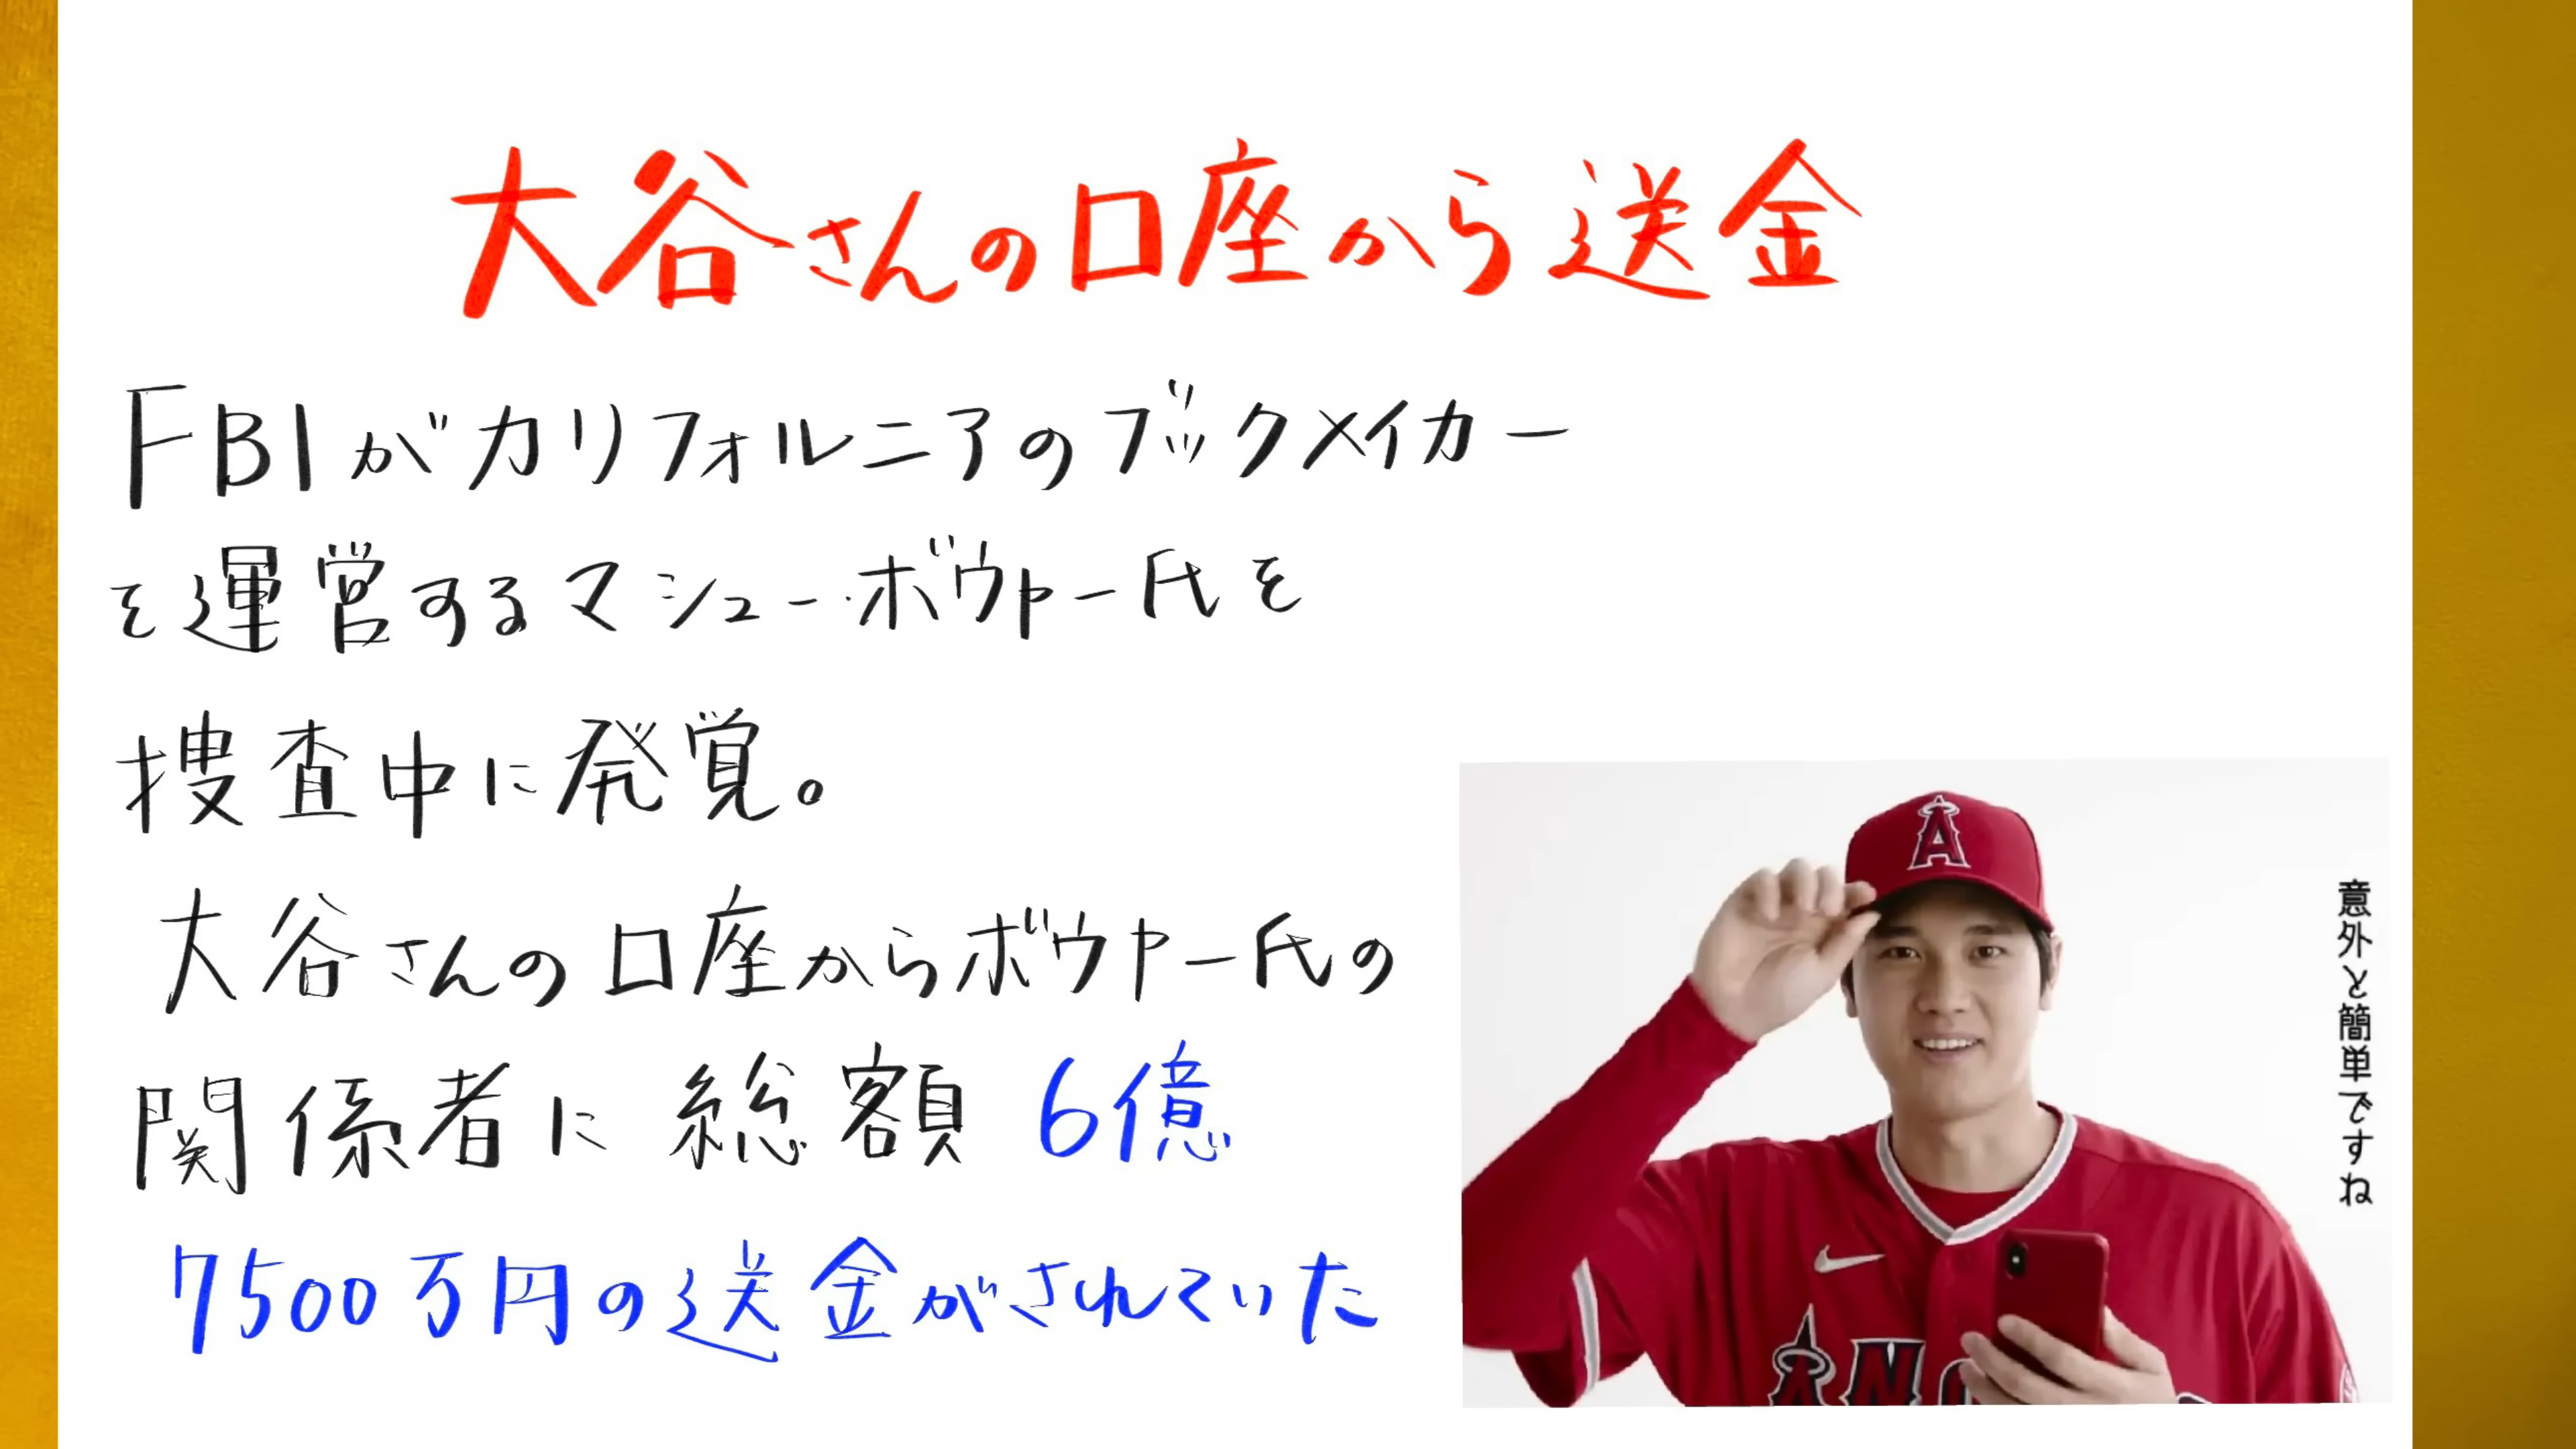 大谷さんの口座から送金
FBIがカリフォルニアのブックメイカー
を運営するマシュー・ボウヤー氏を
捜査中に発覚。
大谷さんの口座からボウヤー氏の
関係者に総額 6億
7500万円の送金がされていた
意外と簡単ですね
A
AN